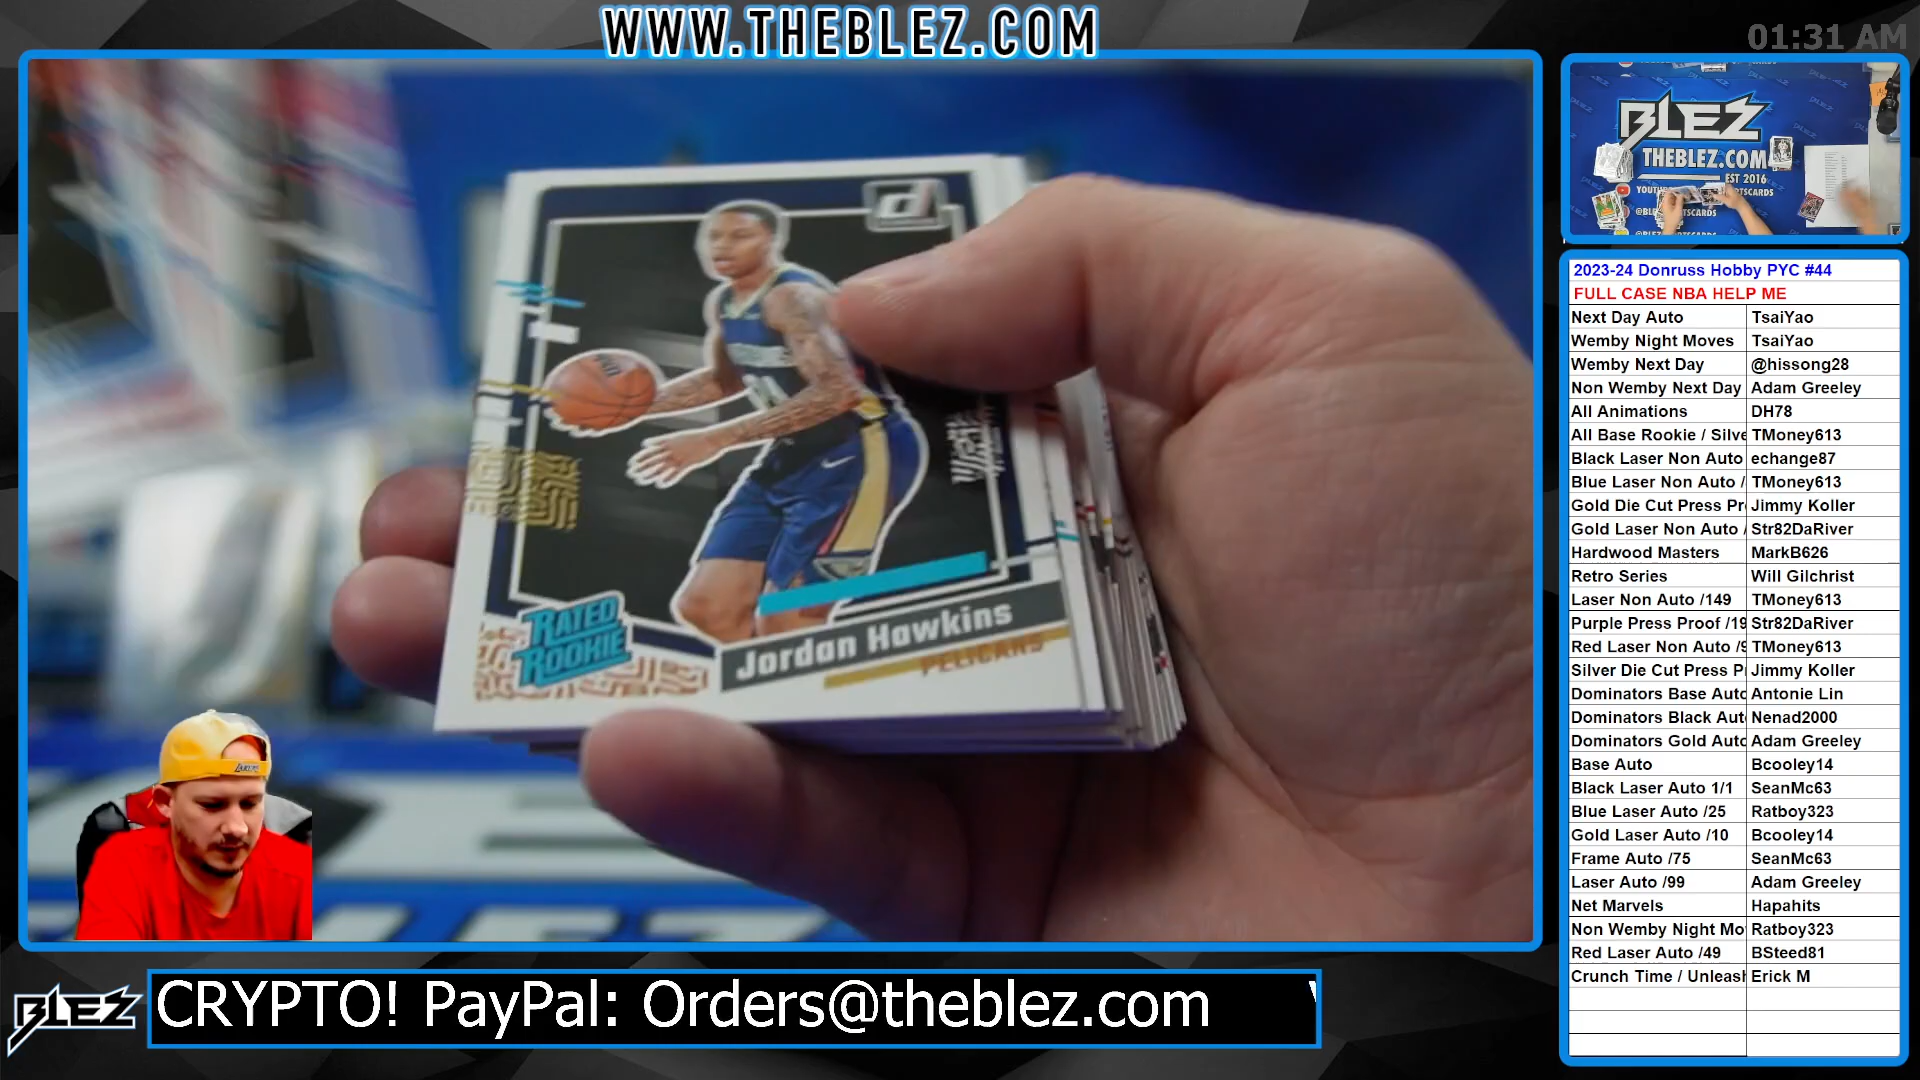 WWW.THEBLEZ.COM
01:31 AM
BLEZ
THEBLEZ.COM
EST 2016
Jordan Hawkins
PELICANS
RATED
ROOKIE
2023-24 Donruss Hobby PYC #44
FULL CASE NBA HELP ME
Next Day Auto TsaiYao
Wemby Night Moves TsaiYao
Wemby Next Day @hissong28
Non Wemby Next Day Adam Greeley
All Animations DH78
All Base Rookie / Silve TMoney613
Black Laser Non Auto echange87
Blue Laser Non Auto / TMoney613
Gold Die Cut Press Pr Jimmy Koller
Gold Laser Non Auto / Str82DaRiver
Hardwood Masters MarkB626
Retro Series Will Gilchrist
Laser Non Auto /149 TMoney613
Purple Press Proof /19 Str82DaRiver
Red Laser Non Auto /9 TMoney613
Silver Die Cut Press P Jimmy Koller
Dominators Base Auto Antonie Lin
Dominators Black Aut Nenad2000
Dominators Gold Auto Adam Greeley
Base Auto Bcooley14
Black Laser Auto 1/1 SeanMc63
Blue Laser Auto /25 Ratboy323
Gold Laser Auto /10 Bcooley14
Frame Auto /75 SeanMc63
Laser Auto /99 Adam Greeley
Net Marvels Hapahits
Non Wemby Night Mo Ratboy323
Red Laser Auto /49 BSteed81
Crunch Time / Unleash Erick M
BLEZ
CRYPTO! PayPal: Orders@theblez.com